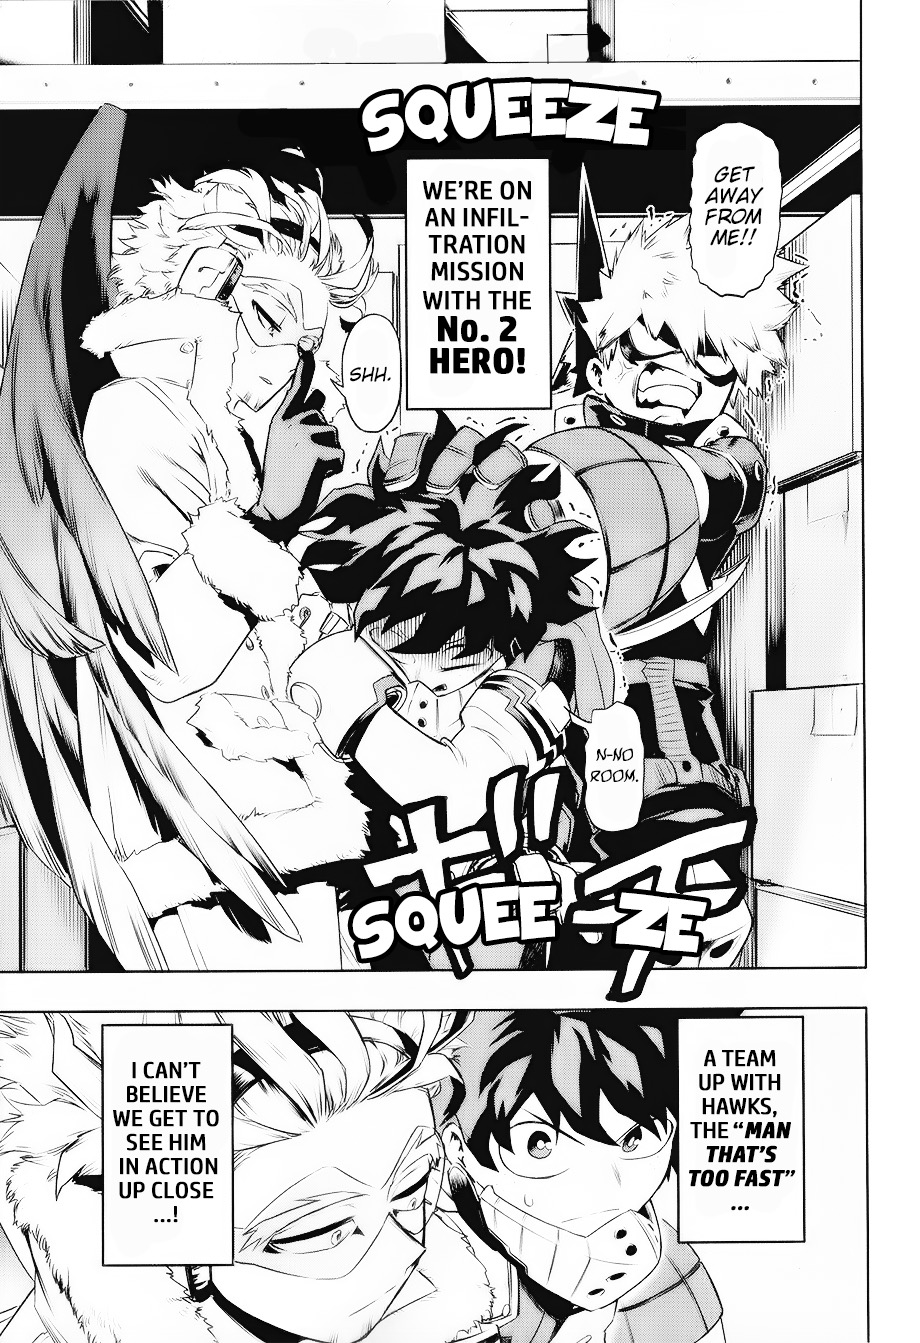 SQUEEZE
GET
AWAY
FROM
ME!!
WE'RE ON
AN INFIL-
TRATION
MISSION
WITH THE
No. 2
HERO!
SHH.
N-NO
ROOM.
ギ
ュ
SQUEE
ZE
A TEAM
UP WITH
HAWKS,
THE "MAN
THAT'S
TOO FAST"
...
I CAN'T
BELIEVE
WE GET TO
SEE HIM
IN ACTION
UP CLOSE
...!